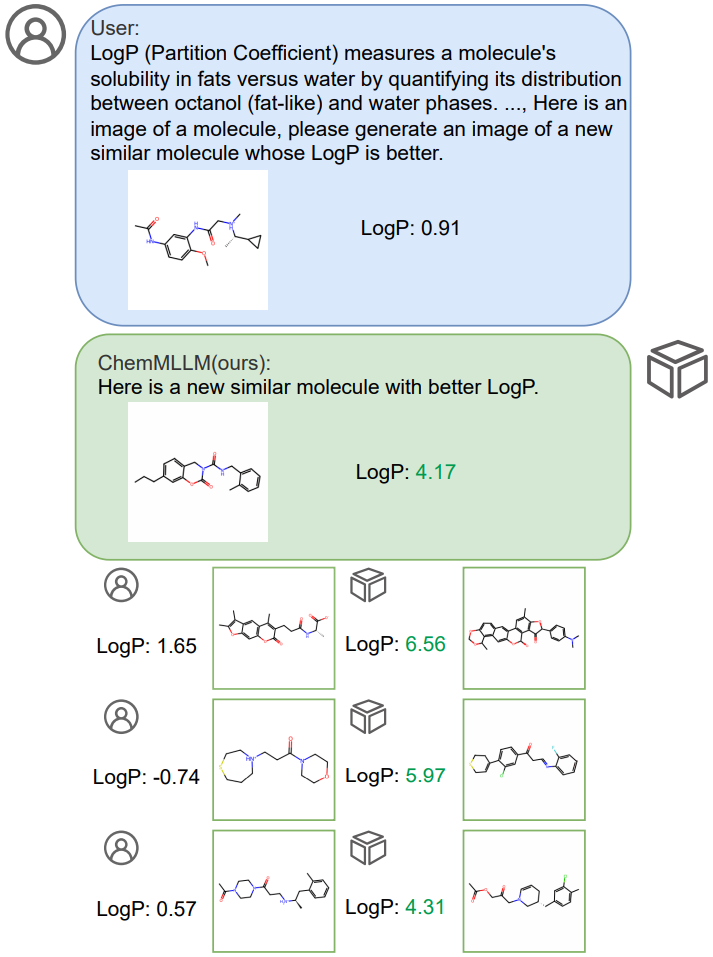 User:
LogP (Partition Coefficient) measures a molecule's
solubility in fats versus water by quantifying its distribution
between octanol (fat-like) and water phases. ..., Here is an
image of a molecule, please generate an image of a new
similar molecule whose LogP is better.
LogP: 0.91
ChemMLLM(ours):
Here is a new similar molecule with better LogP.
LogP: 4.17
LogP: 1.65
LogP: 6.56
LogP: -0.74
LogP: 5.97
LogP: 0.57
LogP: 4.31